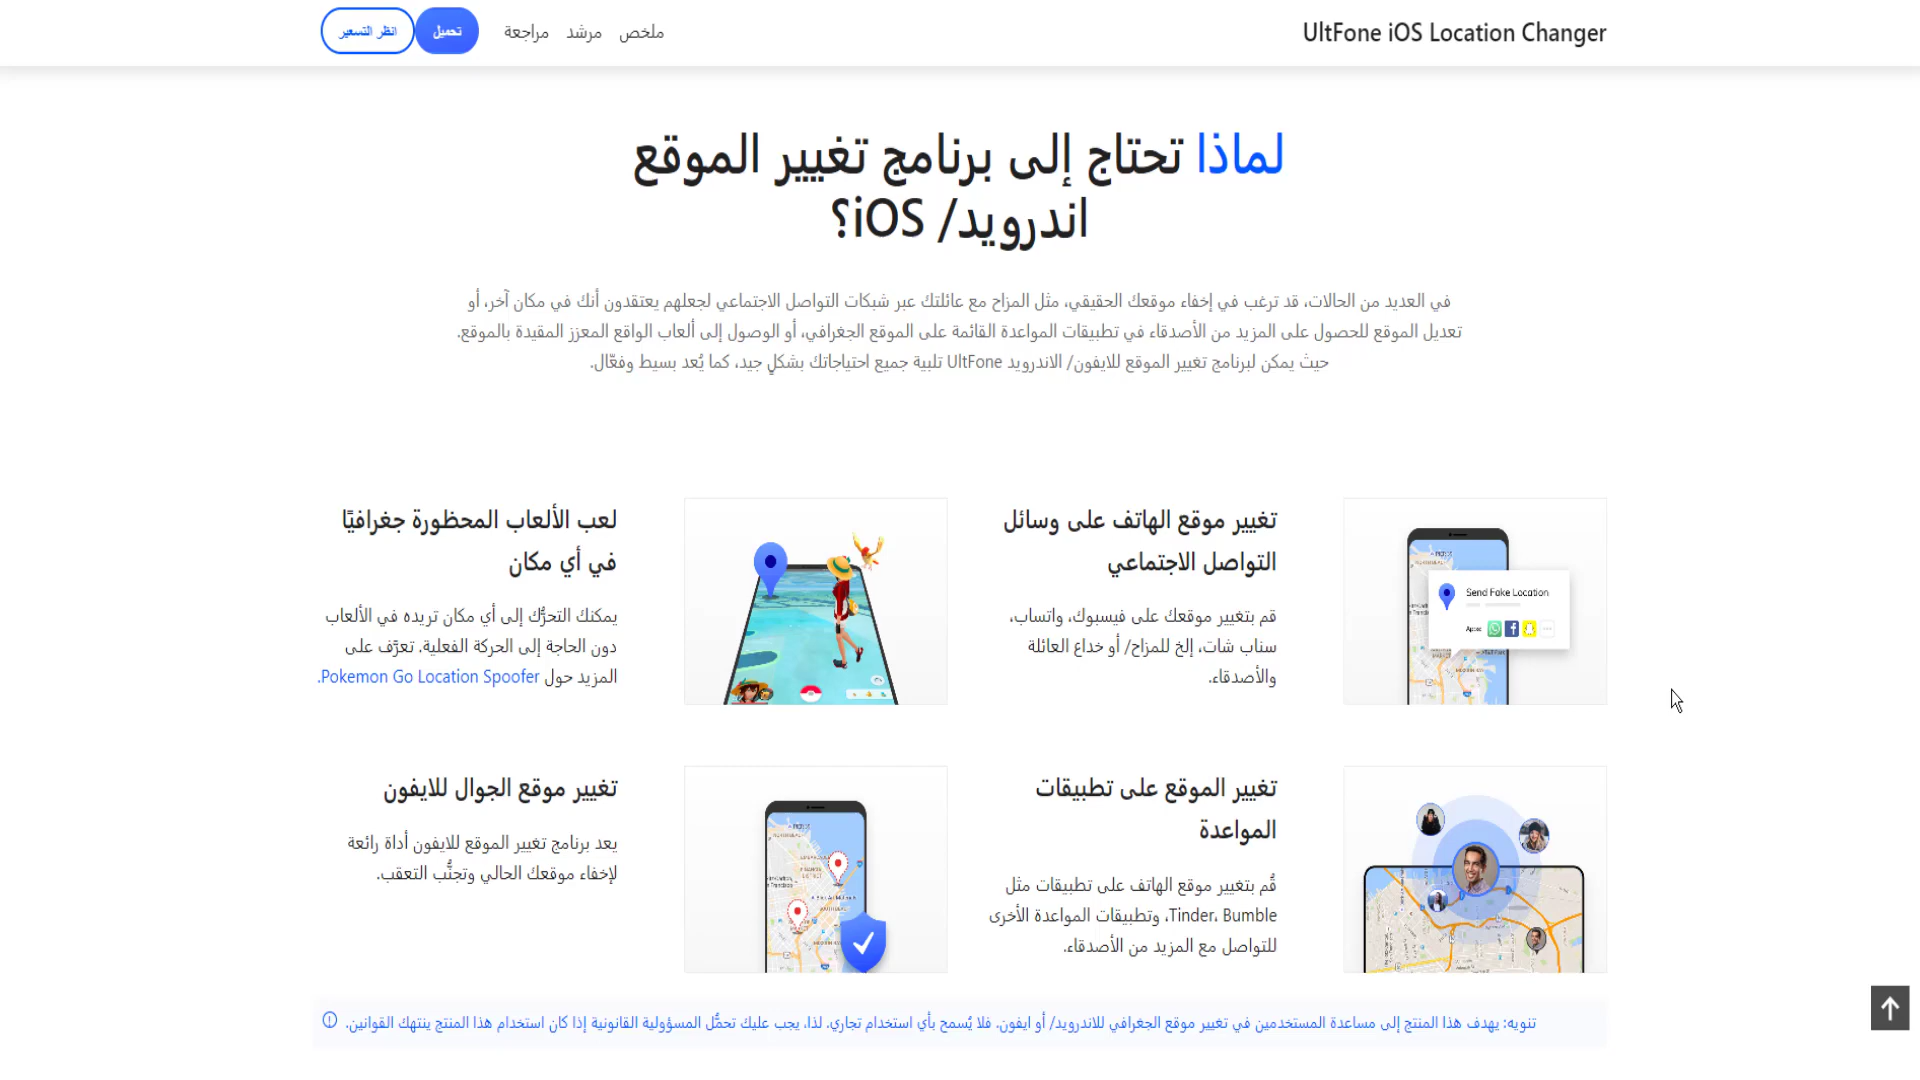 UltFone iOS Location Changer
ملخص
مرشد
مراجعة
تحميل
انظر التسعير
لماذا تحتاج إلى برنامج تغيير الموقع
اندرويد/ iOS؟
في العديد من الحالات، قد ترغب في إخفاء موقعك الحقيقي، مثل المزاح مع عائلتك عبر شبكات التواصل الاجتماعي لجعلهم يعتقدون أنك في مكان آخر، أو
تعديل الموقع للحصول على المزيد من الأصدقاء في تطبيقات المواعدة القائمة على الموقع الجغرافي، أو الوصول إلى ألعاب الواقع المعزز المقيدة بالموقع.
حيث يمكن لبرنامج تغيير الموقع للايفون/ الاندرويد UltFone تلبية جميع احتياجاتك بشكلٍ جيد، كما يُعد بسيط وفعّال.
Send Fake Location
Apps:
تغيير موقع الهاتف على وسائل
التواصل الاجتماعي
قم بتغيير موقعك على فيسبوك، واتساب،
سناب شات، إلخ للمزاح/ أو خداع العائلة
والأصدقاء.
لعب الألعاب المحظورة جغرافيًا
في أي مكان
يمكنك التحرُّك إلى أي مكان تريده في الألعاب
دون الحاجة إلى الحركة الفعلية. تعرّف على
المزيد حول Pokemon Go Location Spoofer.
تغيير الموقع على تطبيقات
المواعدة
قُم بتغيير موقع الهاتف على تطبيقات مثل
Tinder، Bumble، وتطبيقات المواعدة الأخرى
للتواصل مع المزيد من الأصدقاء.
تغيير موقع الجوال للايفون
يعد برنامج تغيير الموقع للايفون أداة رائعة
لإخفاء موقعك الحالي وتجنُّب التعقب.
تنويه: يهدف هذا المنتج إلى مساعدة المستخدمين في تغيير موقع الجغرافي للاندرويد/ أو ايفون. فلا يُسمح بأي استخدام تجاري. لذا، يجب عليك تحمُّل المسؤولية القانونية إذا كان استخدام هذا المنتج ينتهك القوانين.